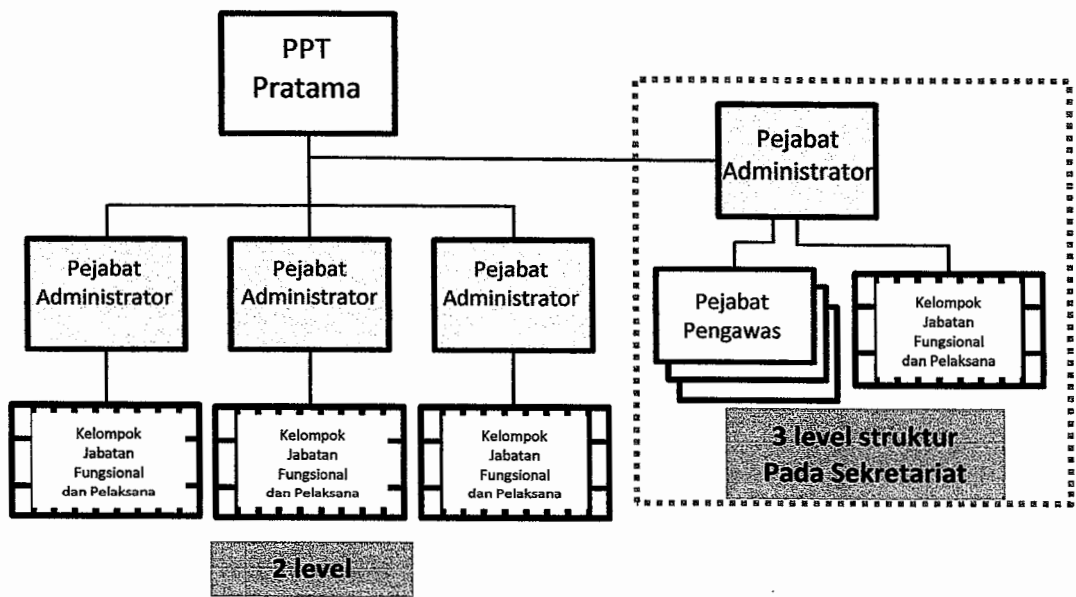 PPT
Pratama
Pejabat
Administrator
Pejabat
Administrator
Pejabat
Administrator
Pejabat
Administrator
Pejabat
Pengawas
Kelompok
Jabatan
Fungsional
dan Pelaksana
3 level struktur
Pada Sekretariat
Kelompok
Jabatan
Fungsional
dan Pelaksana
Kelompok
Jabatan
Fungsional
dan Pelaksana
Kelompok
Jabatan
Fungsional
dan Pelaksana
2 level